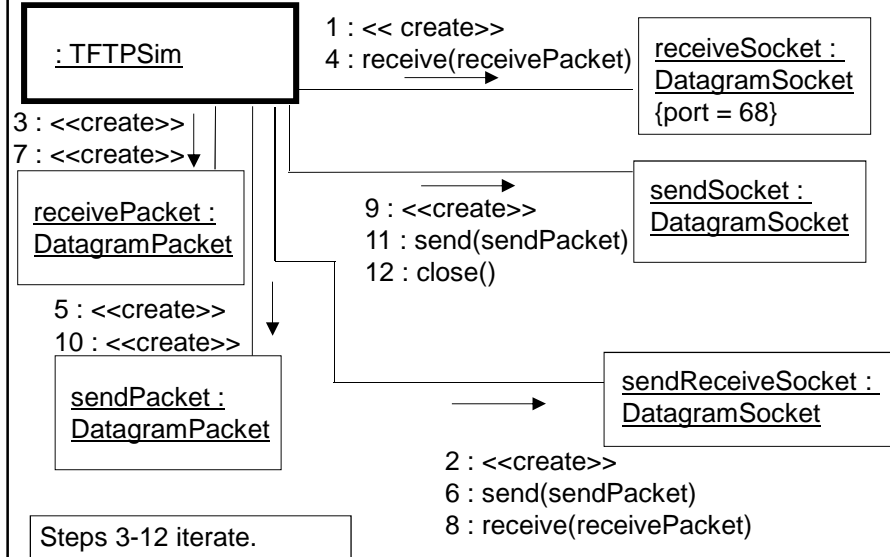 : TFTPSim
1 : << create>>
4 : receive(receivePacket)
receiveSocket :
DatagramSocket
{port = 68}
3 : <<create>>
7 : <<create>>
receivePacket :
DatagramPacket
9 : <<create>>
11 : send(sendPacket)
12 : close()
sendSocket :
DatagramSocket
5 : <<create>>
10 : <<create>>
sendPacket :
DatagramPacket
sendReceiveSocket :
DatagramSocket
2 : <<create>>
6 : send(sendPacket)
8 : receive(receivePacket)
Steps 3-12 iterate.